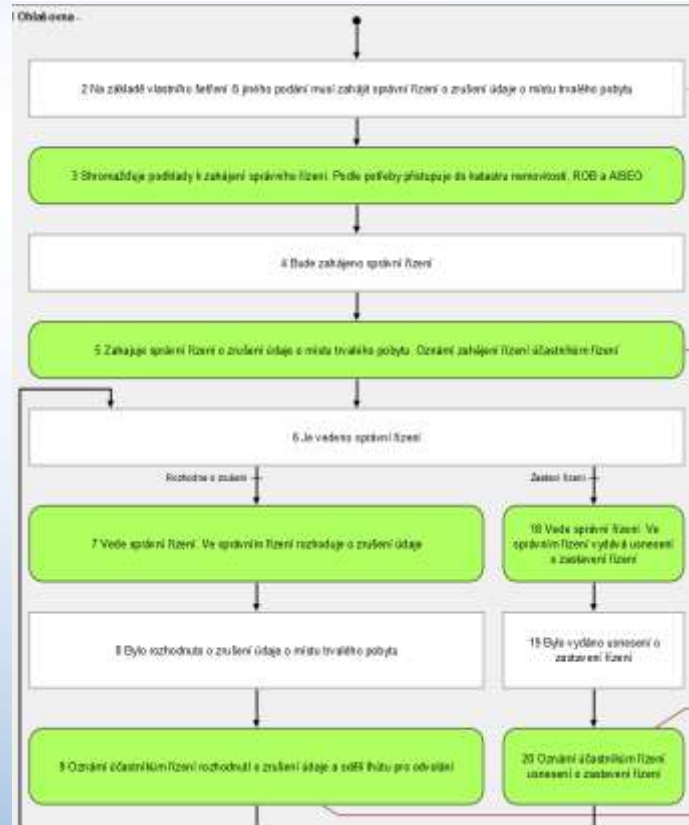 Ohlašovna
2 Na základě vlastního šetření či jiného podání musí zahájit správní řízení o zrušení údaje o místu trvalého pobytu
3 Shromažďuje podklady k zahájení správního řízení. Podle potřeby přistupuje do katastru nemovitostí, ROB a AISEO
4 Bude zahájeno správní řízení
5 Zahajuje správní řízení o zrušení údaje o místu trvalého pobytu. Oznámí zahájení řízení účastníkům řízení
6 Je vedeno správní řízení
Rozhodne o zrušení
Zastaví řízení
7 Vede správní řízení. Ve správním řízení rozhoduje o zrušení údaje
18 Vede správní řízení. Ve
správním řízení vydává usnesení
o zastavení řízení
8 Bylo rozhodnuto o zrušení údaje o místu trvalého pobytu
19 Bylo vydáno usnesení o
zastavení řízení
9 Oznámí účastníkům řízení rozhodnutí o zrušení údaje a sdělí lhůtu pro odvolání
20 Oznámí účastníkům řízení
usnesení o zastavení řízení